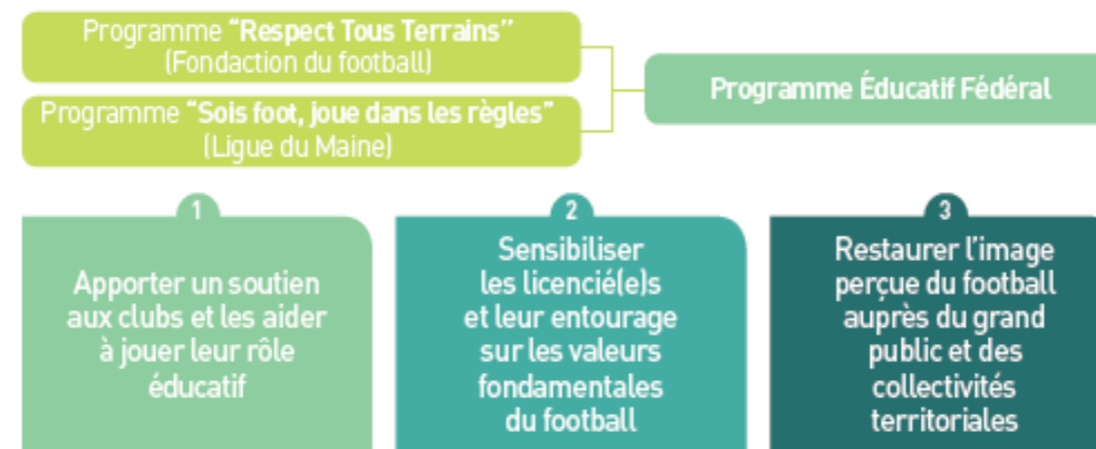 Programme “Respect Tous Terrains”
(Fondaction du football)
Programme “Sois foot, joue dans les règles”
(Ligue du Maine)
Programme Éducatif Fédéral
1
Apporter un soutien
aux clubs et les aider
à jouer leur rôle
éducatif
2
Sensibiliser
les licencié(e)s
et leur entourage
sur les valeurs
fondamentales
du football
3
Restaurer l’image
perçue du football
auprès du grand
public et des
collectivités
territoriales